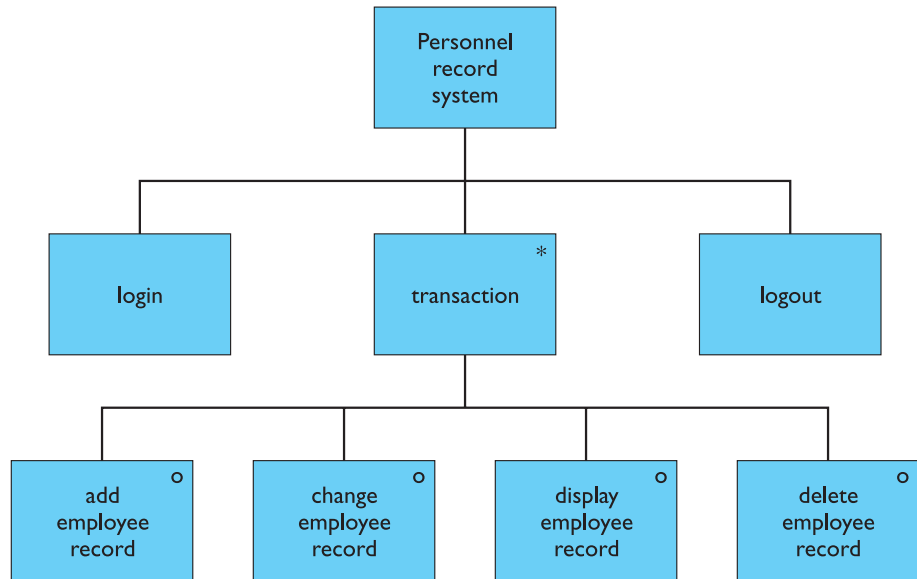 Personnel
record
system
login
transaction
*
logout
add
employee
record
o
change
employee
record
o
display
employee
record
o
delete
employee
record
o